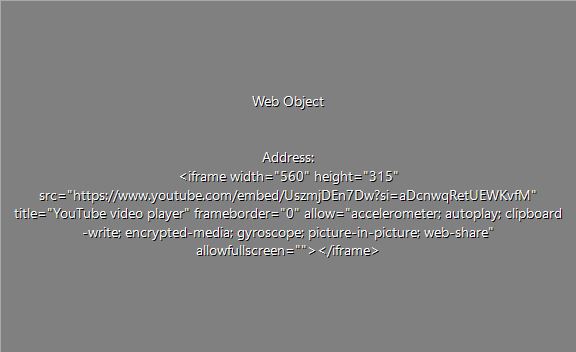 Web Object
Address:
<iframe width="560" height="315"
src="https://www.youtube.com/embed/UszmjDEn7Dw?si=aDcnwqRetUEWKvfM"
title="YouTube video player" frameborder="0" allow="accelerometer; autoplay; clipboard
-write; encrypted-media; gyroscope; picture-in-picture; web-share"
allowfullscreen=""></iframe>